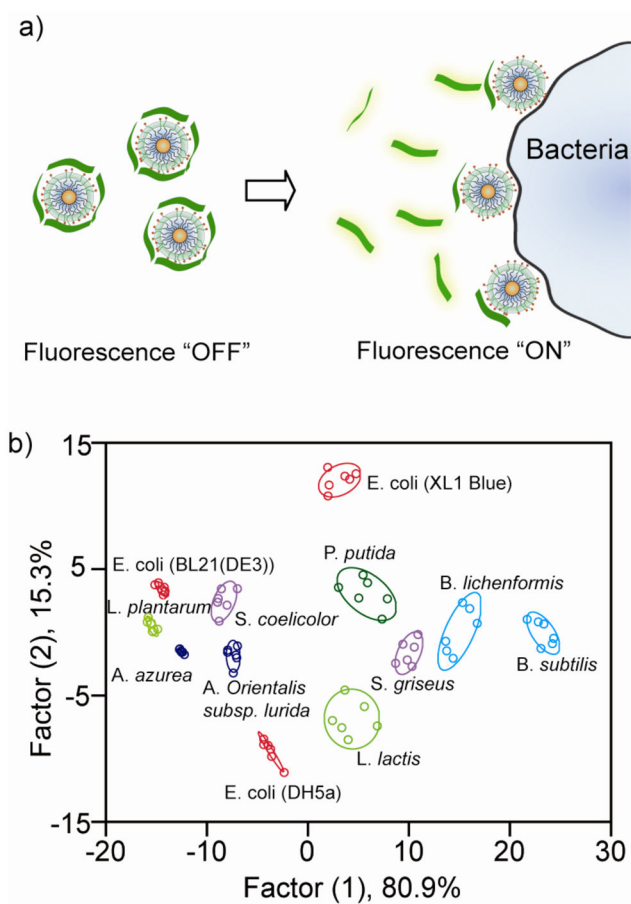 a)
Bacteria
Fluorescence “OFF”
Fluorescence “ON”
b)
15
5
-5
-15
Factor (2), 15.3%
E. coli (XL1 Blue)
E. coli (BL21(DE3))
P. putida
L. plantarum
B. lichenformis
S. coelicolor
B. subtilis
A. azurea
A. Orientalis
subsp. lurida
S. griseus
L. lactis
E. coli (DH5a)
-20
-10
0
10
20
30
Factor (1), 80.9%